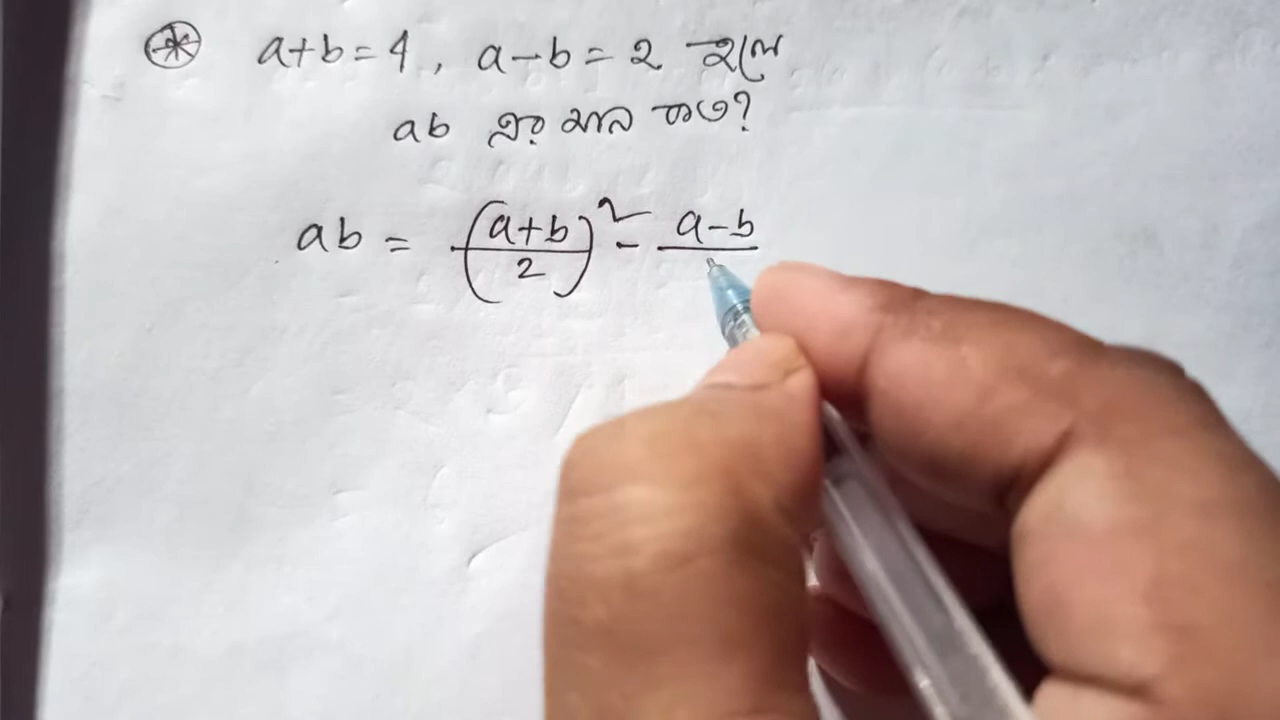 ⊛ a+b=4, a-b=2 হলে
ab এর মান কত?
ab = (a+b/2)² - a-b